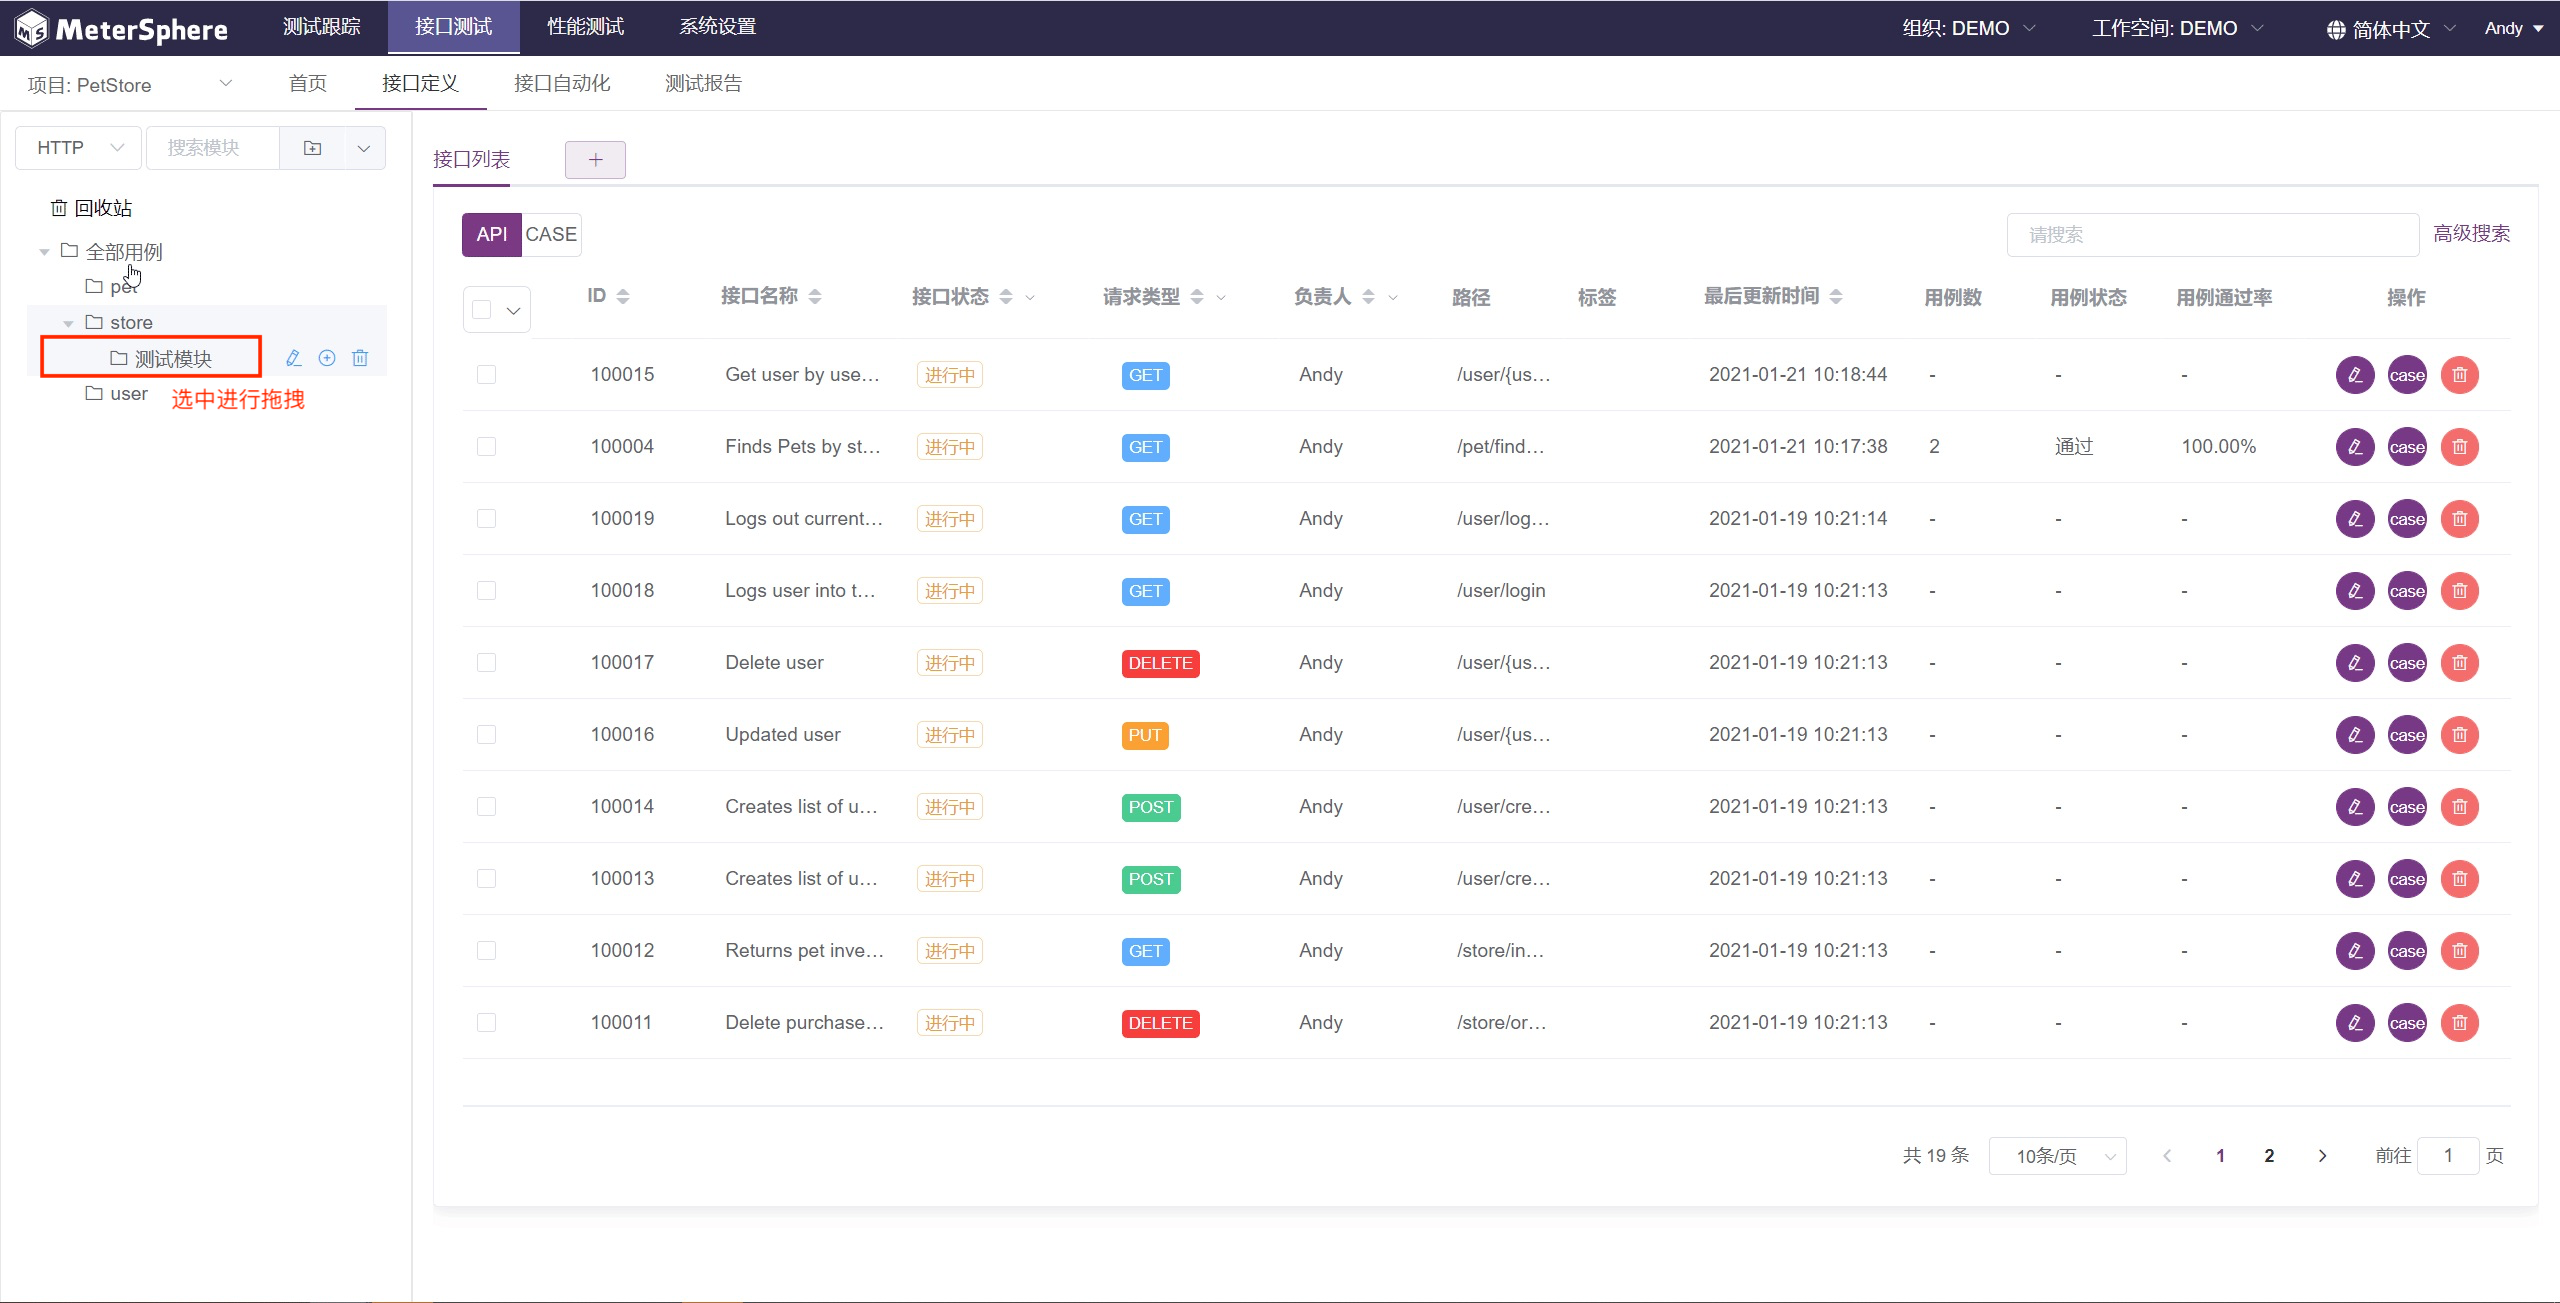 MeterSphere 测试跟踪 接口测试 性能测试 系统设置 组织: DEMO 工作空间: DEMO 简体中文 Andy
项目: PetStore 首页 接口定义 接口自动化 测试报告
HTTP 搜索模块
回收站
全部用例
pet
store
测试模块
user 选中进行拖拽
接口列表 +
API CASE 请搜索 高级搜索
ID 接口名称 接口状态 请求类型 负责人 路径 标签 最后更新时间 用例数 用例状态 用例通过率 操作
100015 Get user by use... 进行中 GET Andy /user/{us... 2021-01-21 10:18:44 - - - case
100004 Finds Pets by st... 进行中 GET Andy /pet/find... 2021-01-21 10:17:38 2 通过 100.00% case
100019 Logs out current... 进行中 GET Andy /user/log... 2021-01-19 10:21:14 - - - case
100018 Logs user into t... 进行中 GET Andy /user/login 2021-01-19 10:21:13 - - - case
100017 Delete user 进行中 DELETE Andy /user/{us... 2021-01-19 10:21:13 - - - case
100016 Updated user 进行中 PUT Andy /user/{us... 2021-01-19 10:21:13 - - - case
100014 Creates list of u... 进行中 POST Andy /user/cre... 2021-01-19 10:21:13 - - - case
100013 Creates list of u... 进行中 POST Andy /user/cre... 2021-01-19 10:21:13 - - - case
100012 Returns pet inve... 进行中 GET Andy /store/in... 2021-01-19 10:21:13 - - - case
100011 Delete purchase... 进行中 DELETE Andy /store/or... 2021-01-19 10:21:13 - - - case
共 19 条 10条/页 1 2 前往 1 页